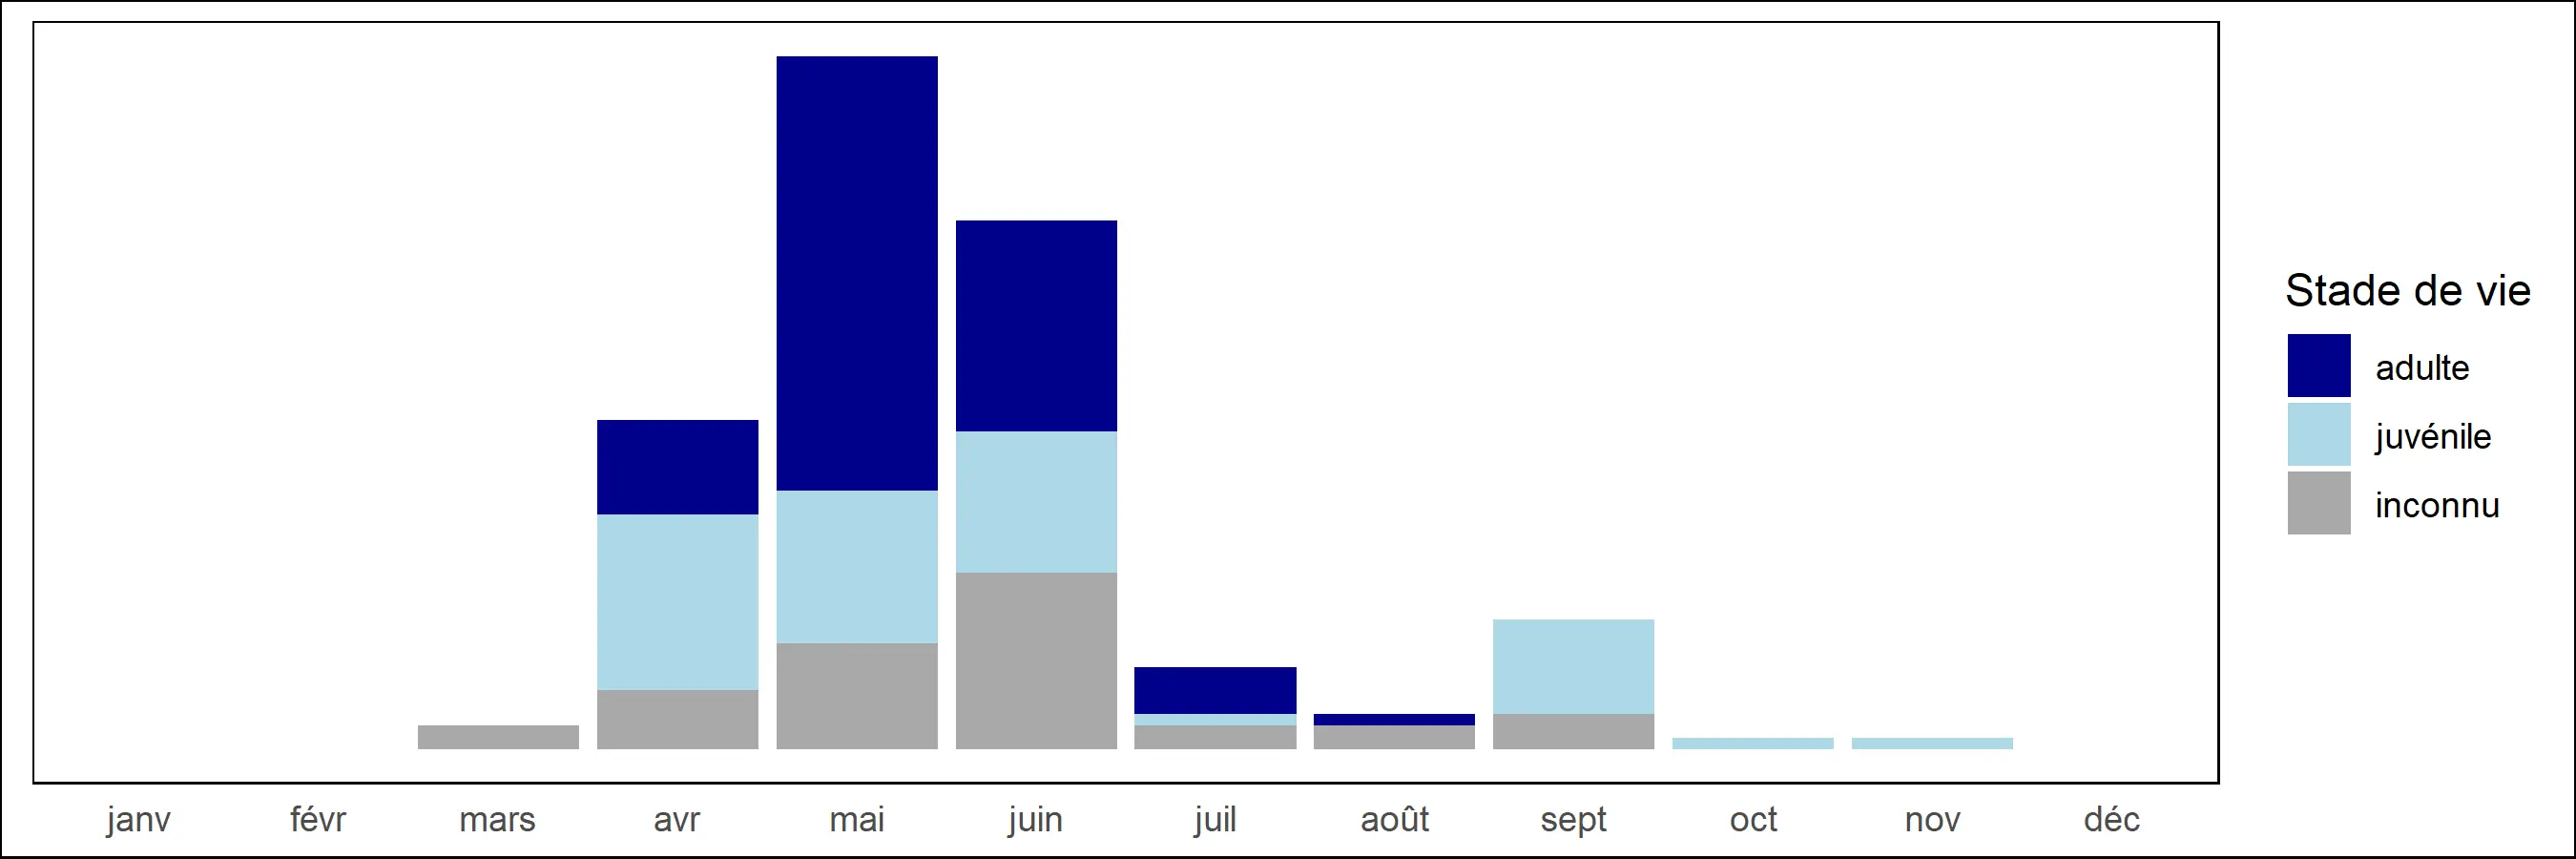 Stade de vie
adulte
juvénile
inconnu
janv févr mars avr mai juin juil août sept oct nov déc